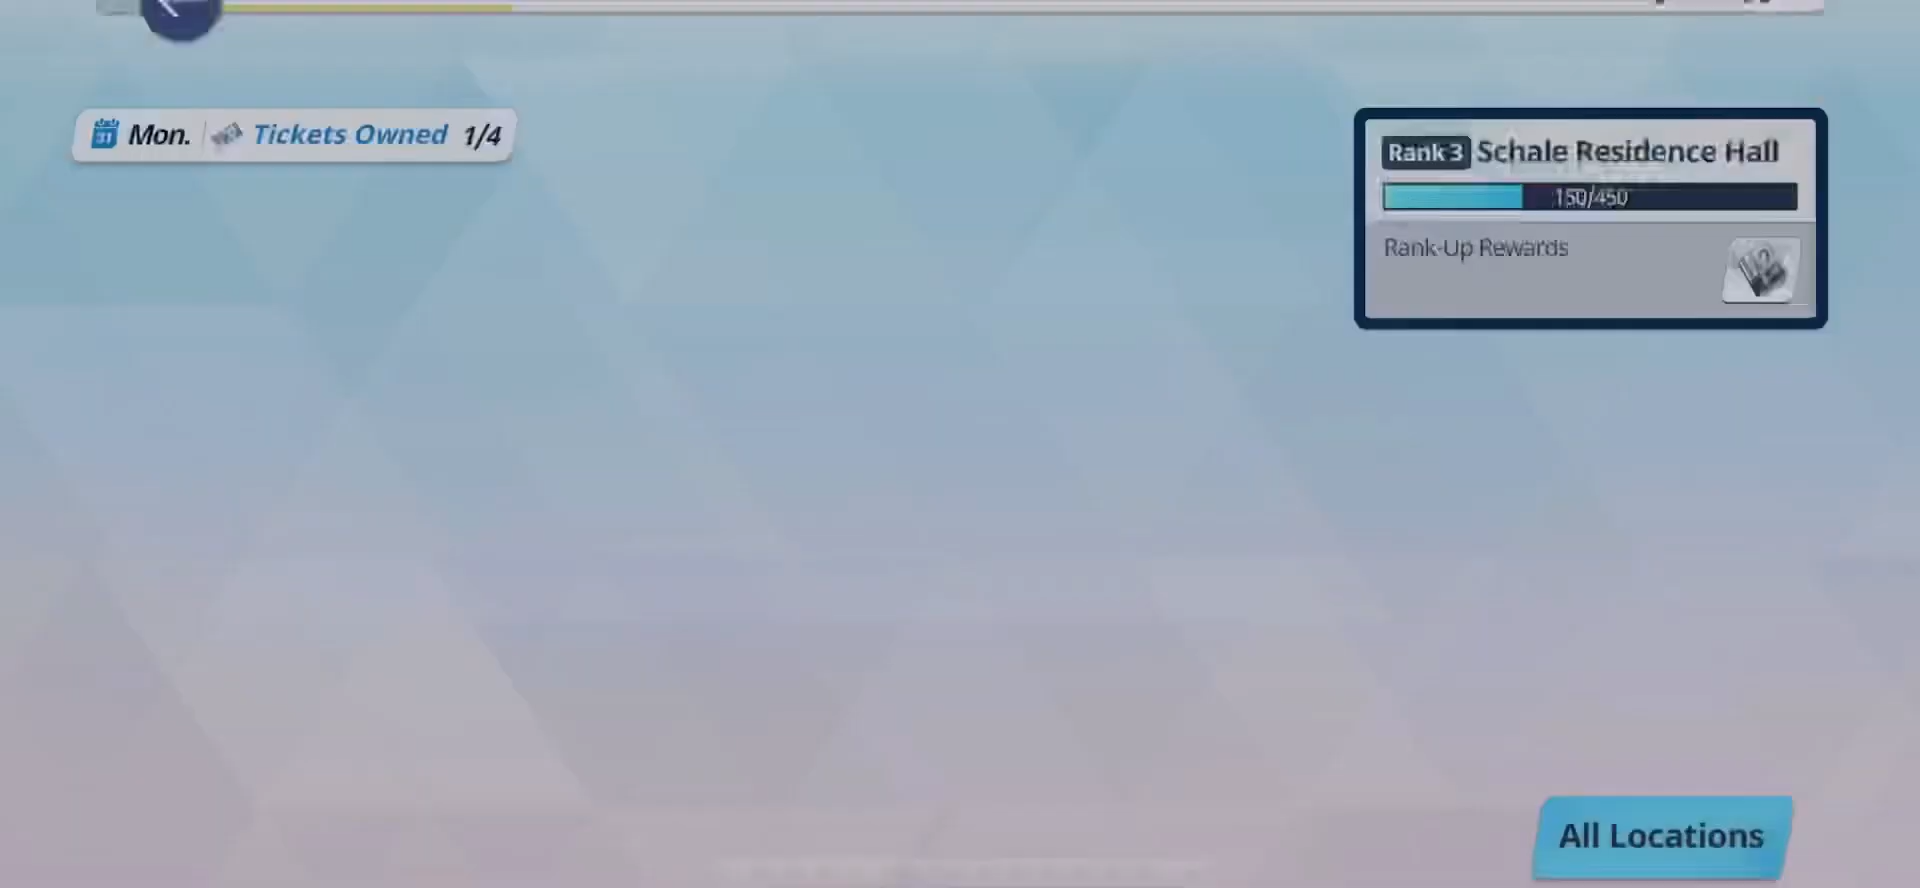 Mon. Tickets Owned 1/4
Rank 3 Schale Residence Hall
150/450
Rank-Up Rewards
All Locations